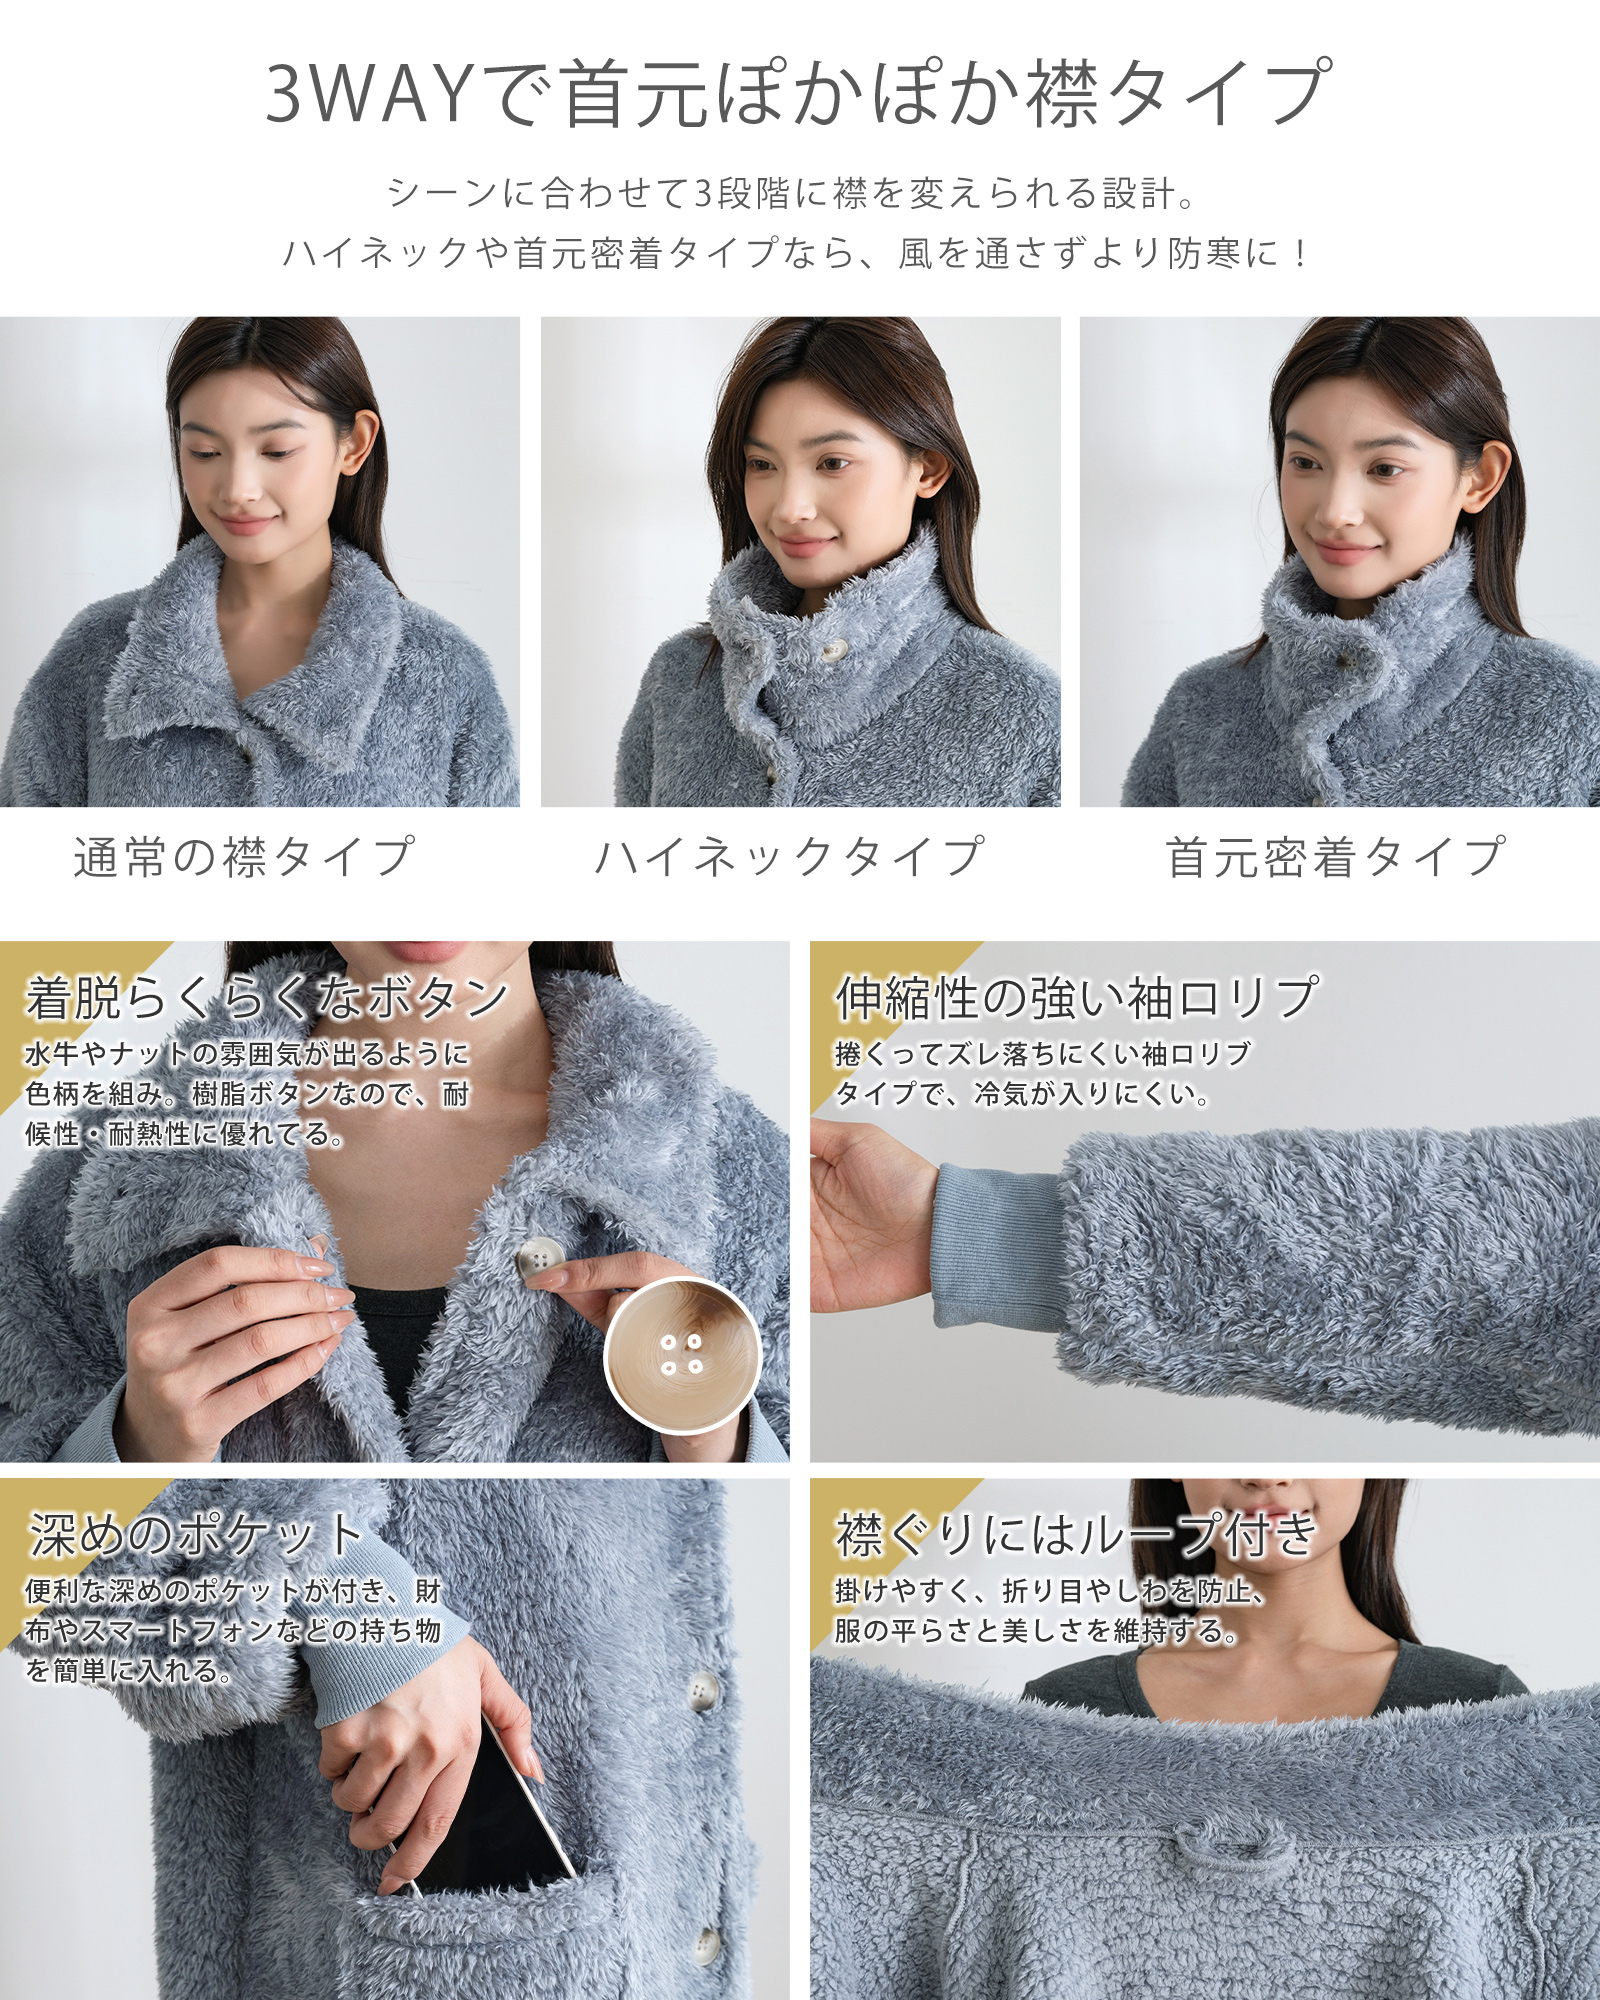 3WAYで首元ぽかぽか襟タイプ
シーンに合わせて3段階に襟を変えられる設計。
ハイネックや首元密着タイプなら、風を通さずより防寒に！
通常の襟タイプ
ハイネックタイプ
首元密着タイプ
着脱らくらくなボタン
水牛やナットの雰囲気が出るように
色柄を組み。樹脂ボタンなので、耐
候性・耐熱性に優れてる。
伸縮性の強い袖ロリプ
捲くってズレ落ちにくい袖ロリブ
タイプで、冷気が入りにくい。
深めのポケット
便利な深めのポケットが付き、財
布やスマートフォンなどの持ち物
を簡単に入れる。
襟ぐりにはループ付き
掛けやすく、折り目やしわを防止、
服の平らさと美しさを維持する。